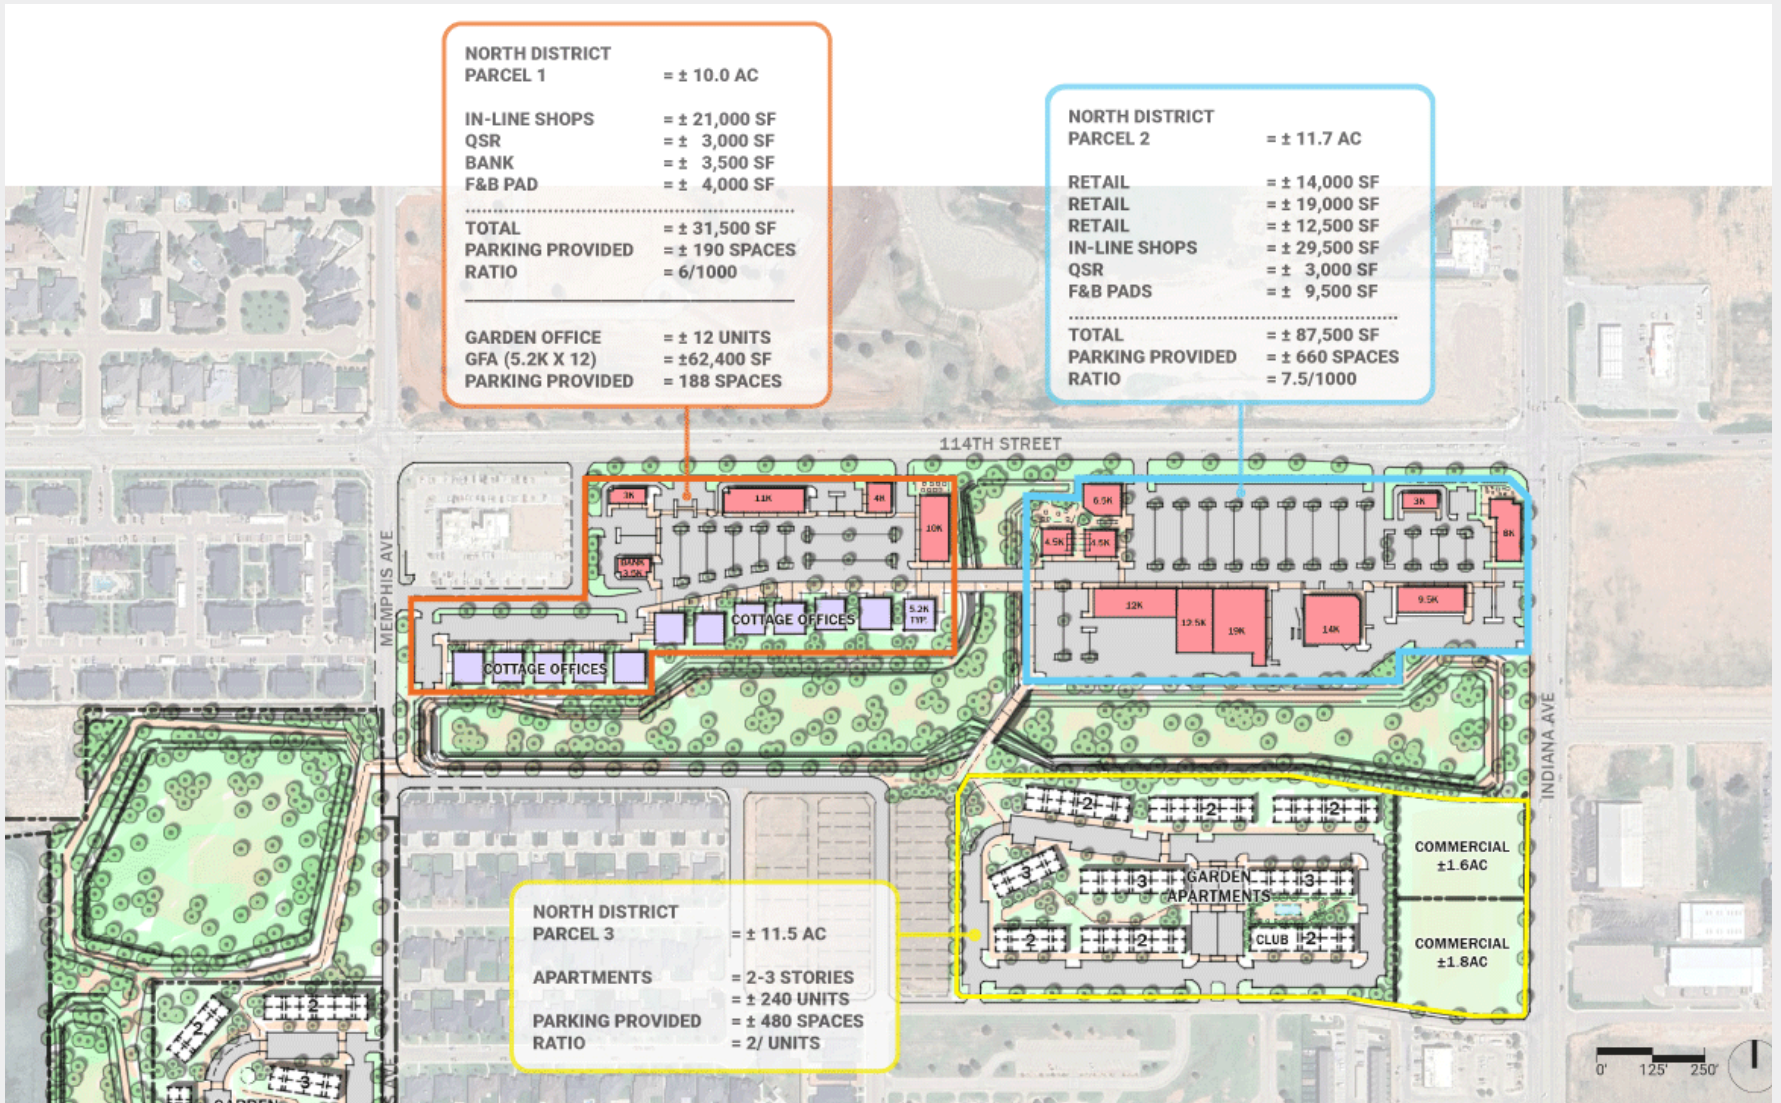 NORTH DISTRICT
PARCEL 1 = ± 10.0 AC
IN-LINE SHOPS = ± 21,000 SF
QSR = ± 3,000 SF
BANK = ± 3,500 SF
F&B PAD = ± 4,000 SF
TOTAL = ± 31,500 SF
PARKING PROVIDED = ± 190 SPACES
RATIO = 6/1000
GARDEN OFFICE = ± 12 UNITS
GFA (5.2K X 12) = ±62,400 SF
PARKING PROVIDED = 188 SPACES
NORTH DISTRICT
PARCEL 2 = ± 11.7 AC
RETAIL = ± 14,000 SF
RETAIL = ± 19,000 SF
RETAIL = ± 12,500 SF
IN-LINE SHOPS = ± 29,500 SF
QSR = ± 3,000 SF
F&B PADS = ± 9,500 SF
TOTAL = ± 87,500 SF
PARKING PROVIDED = ± 660 SPACES
RATIO = 7.5/1000
114TH STREET
MEMPHIS AVE
INDIANA AVE
3K
11K
4K
10K
BANK
3.5K
5.2K
TYP.
COTTAGE OFFICES
COTTAGE OFFICES
6.5K
4.5K
4.5K
3K
8K
12K
12.5K
19K
14K
9.5K
2
2
2
3
3
3
GARDEN
APARTMENTS
2
2
CLUB
2
COMMERCIAL
±1.6AC
COMMERCIAL
±1.8AC
NORTH DISTRICT
PARCEL 3 = ± 11.5 AC
APARTMENTS = 2-3 STORIES
= ± 240 UNITS
PARKING PROVIDED = ± 480 SPACES
RATIO = 2/ UNITS
2
2
3
GARDEN
AVE
0' 125' 250'